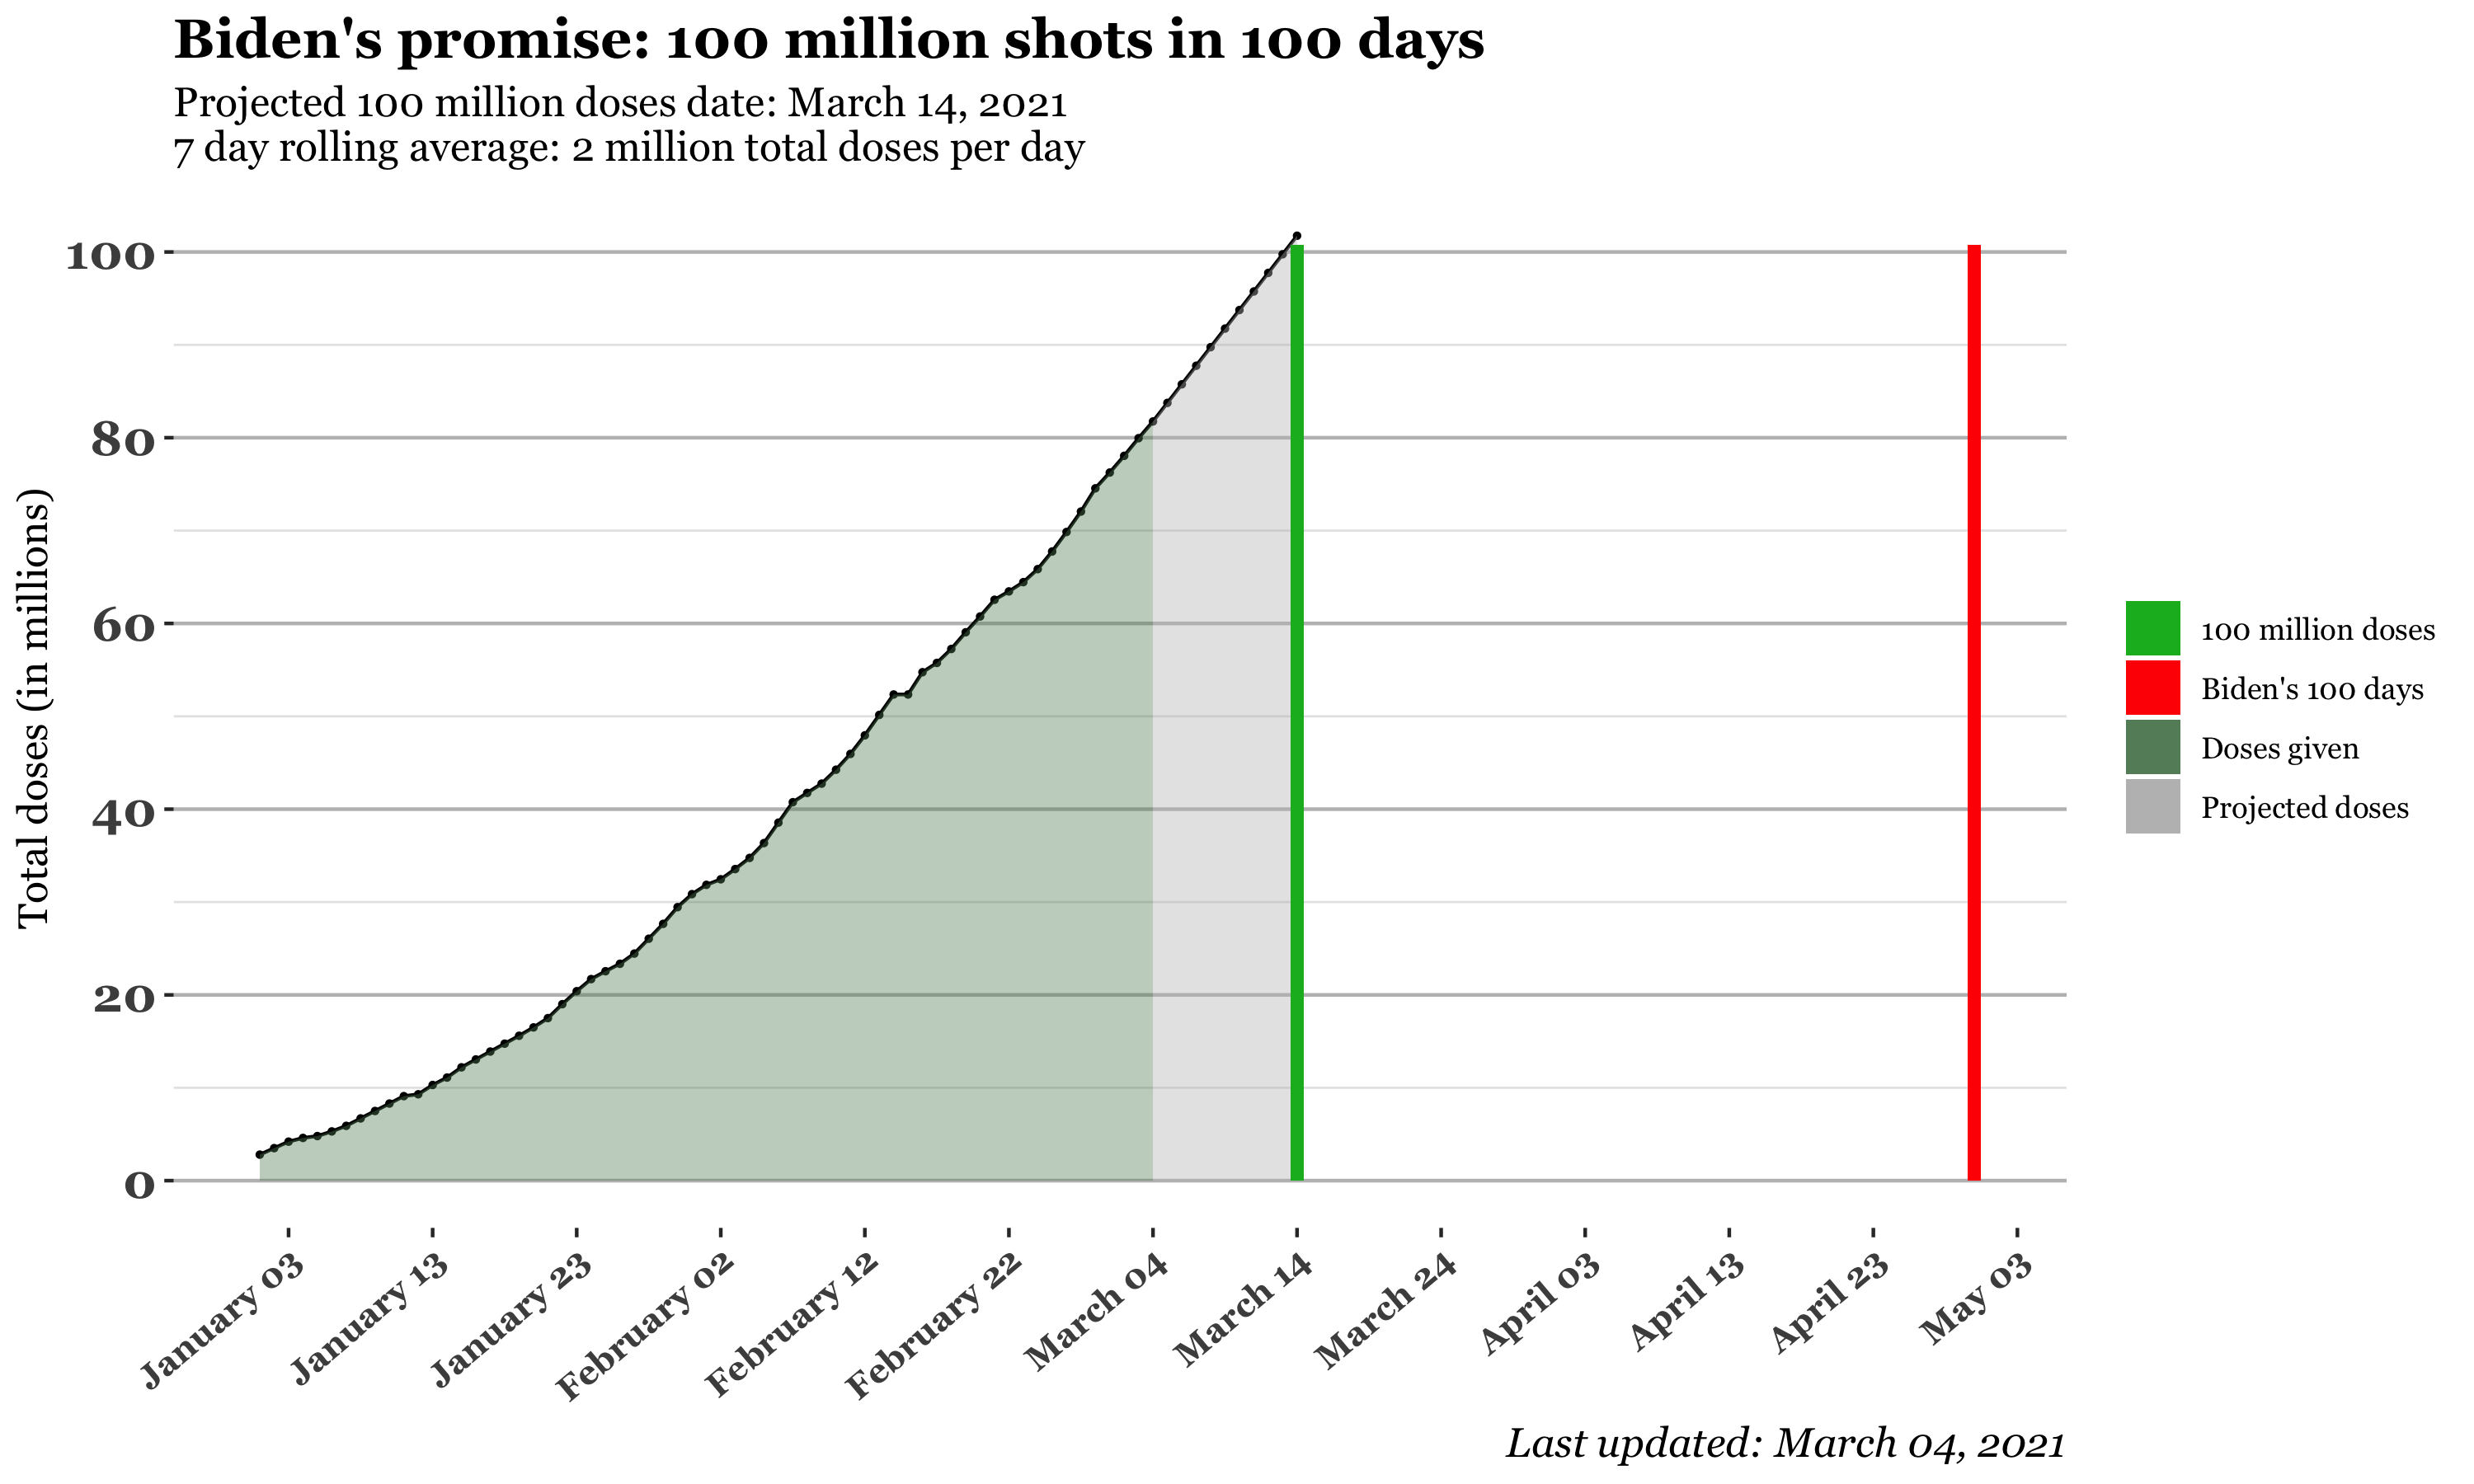 Biden's promise: 100 million shots in 100 days
Projected 100 million doses date: March 14, 2021
7 day rolling average: 2 million total doses per day
Total doses (in millions)
100
80
60
40
20
0
January 03
January 13
January 23
February 02
February 12
February 22
March 04
March 14
March 24
April 03
April 13
April 23
May 03
100 million doses
Biden's 100 days
Doses given
Projected doses
Last updated: March 04, 2021